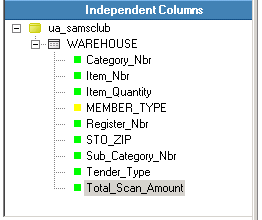 Independent Columns
ua_samsclub
WAREHOUSE
Category_Nbr
Item_Nbr
Item_Quantity
MEMBER_TYPE
Register_Nbr
STO_ZIP
Sub_Category_Nbr
Tender_Type
Total_Scan_Amount